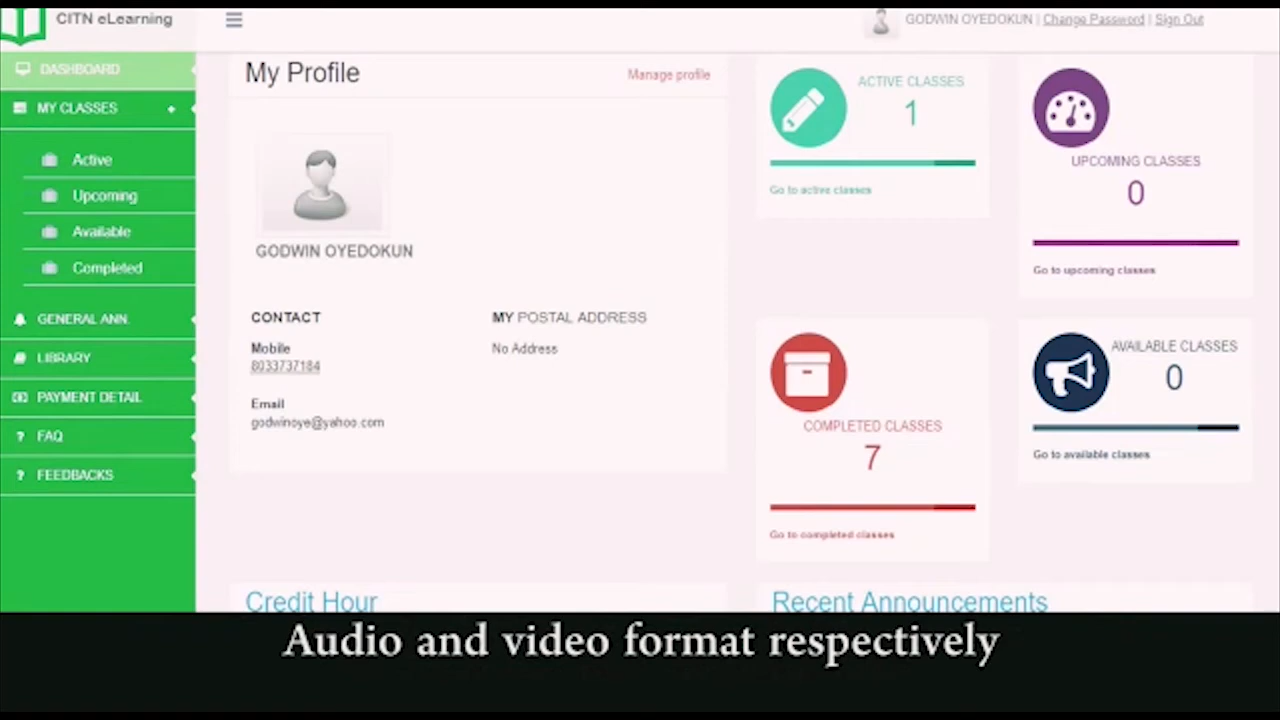 CITN eLearning
GODWIN OYEDOKUN | Change Password | Sign Out
DASHBOARD
MY CLASSES
Active
Upcoming
Available
Completed
GENERAL ANN.
LIBRARY
PAYMENT DETAIL
? FAQ
? FEEDBACKS
My Profile
Manage profile
GODWIN OYEDOKUN
CONTACT
Mobile
8033737184
Email
godwinoye@yahoo.com
MY POSTAL ADDRESS
No Address
ACTIVE CLASSES
1
Go to active classes
UPCOMING CLASSES
0
Go to upcoming classes
COMPLETED CLASSES
7
Go to completed classes
AVAILABLE CLASSES
0
Go to available classes
Credit Hour
Recent Announcements
Audio and video format respectively